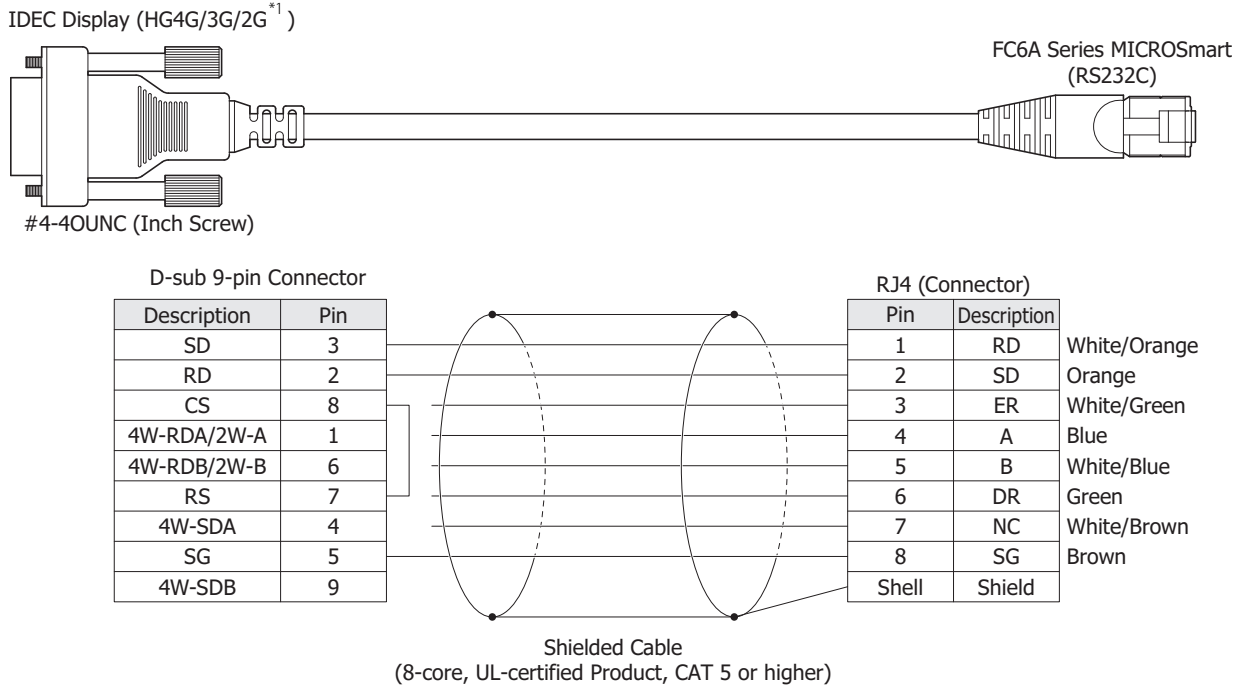 IDEC Display (HG4G/3G/2G*1)
FC6A Series MICROSmart
(RS232C)
#4-4OUNC (Inch Screw)
D-sub 9-pin Connector
RJ4 (Connector)
Description Pin
Pin Description
SD 3
1 RD White/Orange
RD 2
2 SD Orange
CS 8
3 ER White/Green
4W-RDA/2W-A 1
4 A Blue
4W-RDB/2W-B 6
5 B White/Blue
RS 7
6 DR Green
4W-SDA 4
7 NC White/Brown
SG 5
8 SG Brown
4W-SDB 9
Shell Shield
Shielded Cable
(8-core, UL-certified Product, CAT 5 or higher)